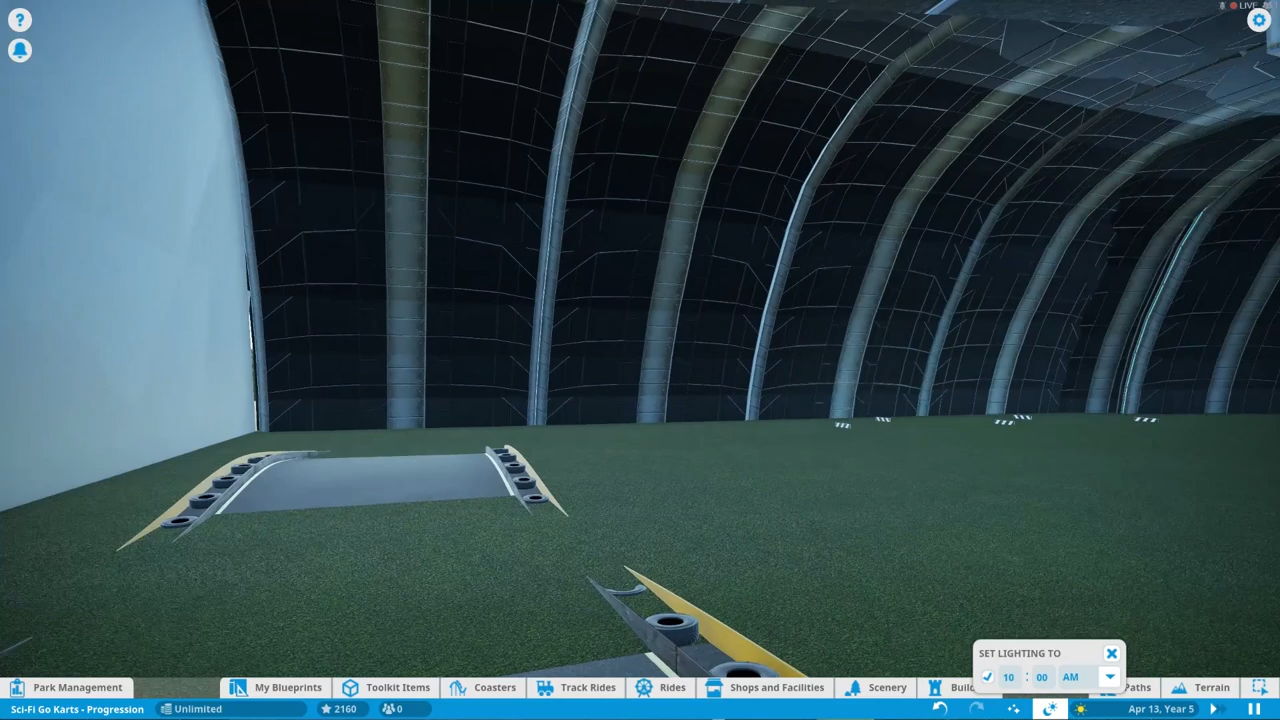 ?
LIVE
SET LIGHTING TO
10 : 00 AM
Park Management
My Blueprints
Toolkit Items
Coasters
Track Rides
Rides
Shops and Facilities
Scenery
Buil
Paths
Terrain
Sci-Fi Go Karts - Progression
Unlimited
2160
0
Apr 13, Year 5